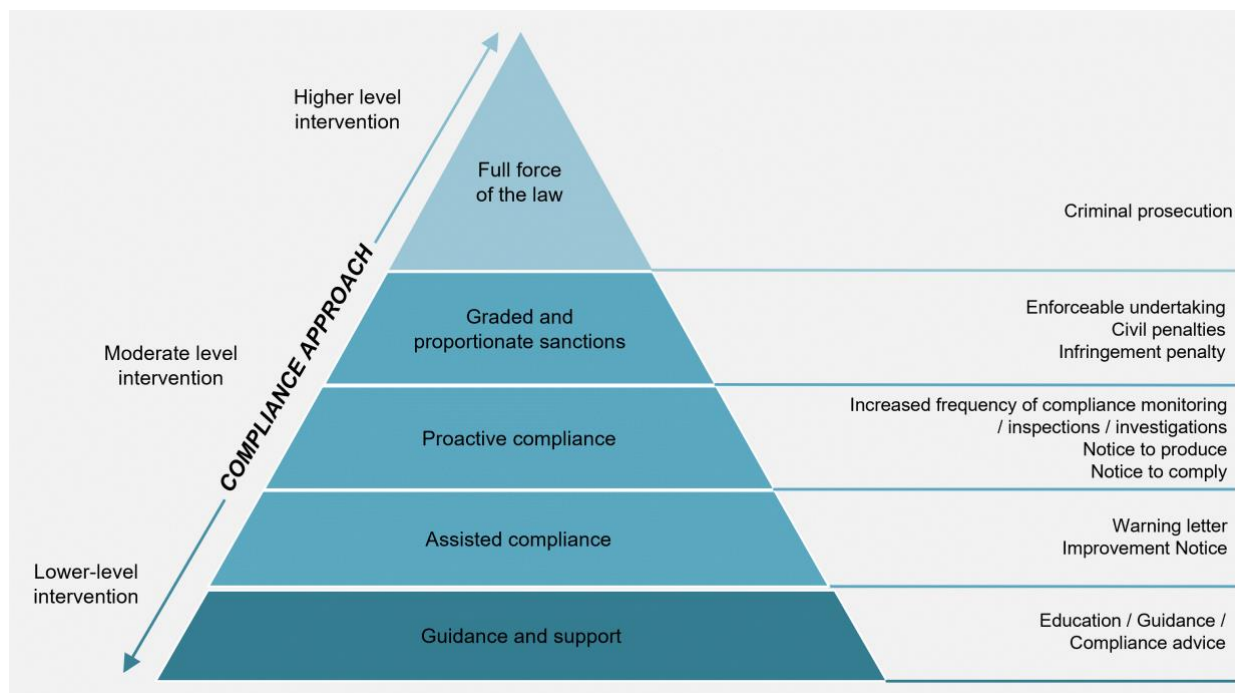 Higher level
intervention
Full force
of the law
Criminal prosecution
COMPLIANCE APPROACH
Moderate level
intervention
Graded and
proportionate sanctions
Enforceable undertaking
Civil penalties
Infringement penalty
Proactive compliance
Increased frequency of compliance monitoring
/ inspections / investigations
Notice to produce
Notice to comply
Assisted compliance
Warning letter
Improvement Notice
Lower-level
intervention
Guidance and support
Education / Guidance /
Compliance advice